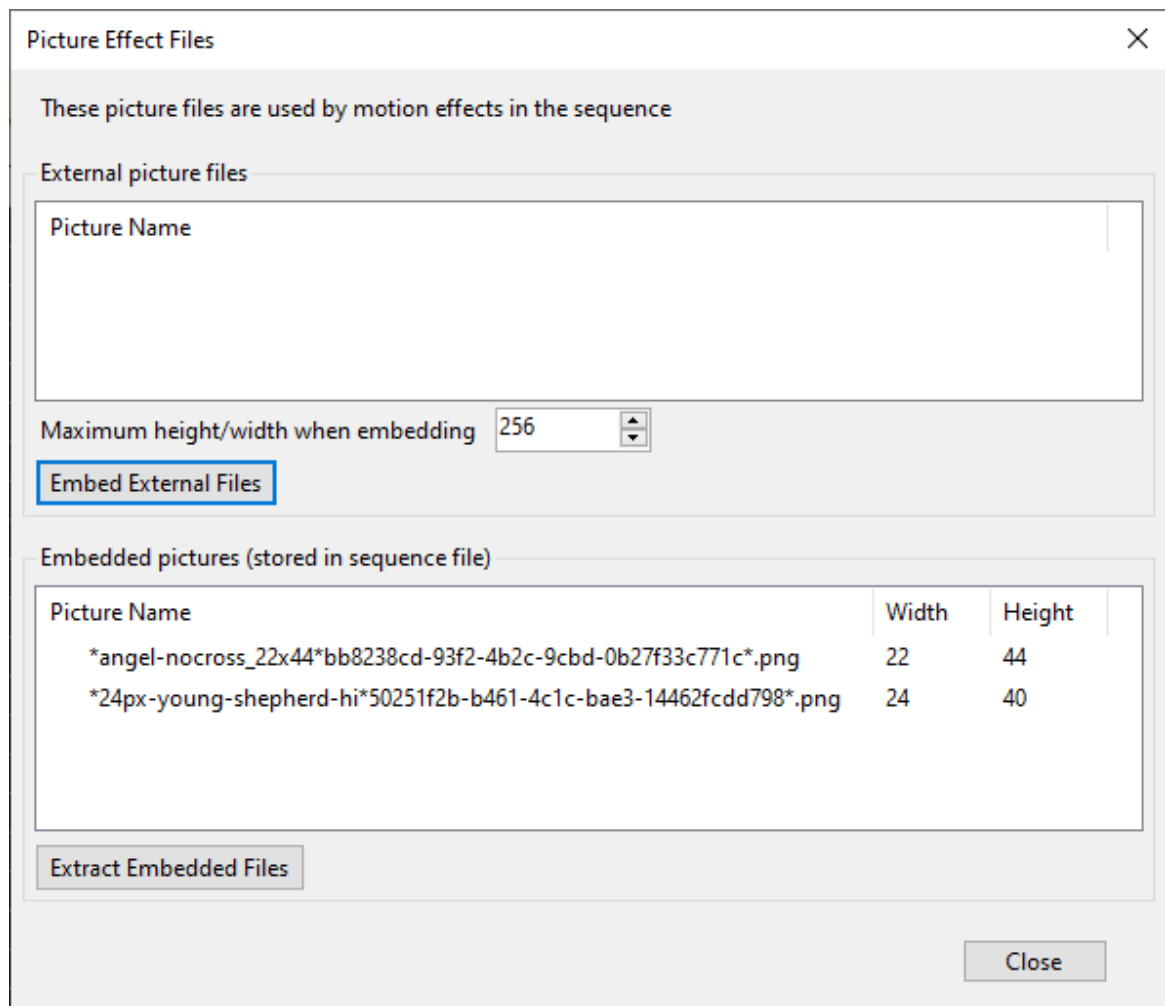 Picture Effect Files
These picture files are used by motion effects in the sequence
External picture files
Picture Name
Maximum height/width when embedding 256
Embed External Files
Embedded pictures (stored in sequence file)
Picture Name Width Height
*angel-nocross_22x44*bb8238cd-93f2-4b2c-9cbd-0b27f33c771c*.png 22 44
*24px-young-shepherd-hi*50251f2b-b461-4c1c-bae3-14462fcdd798*.png 24 40
Extract Embedded Files
Close